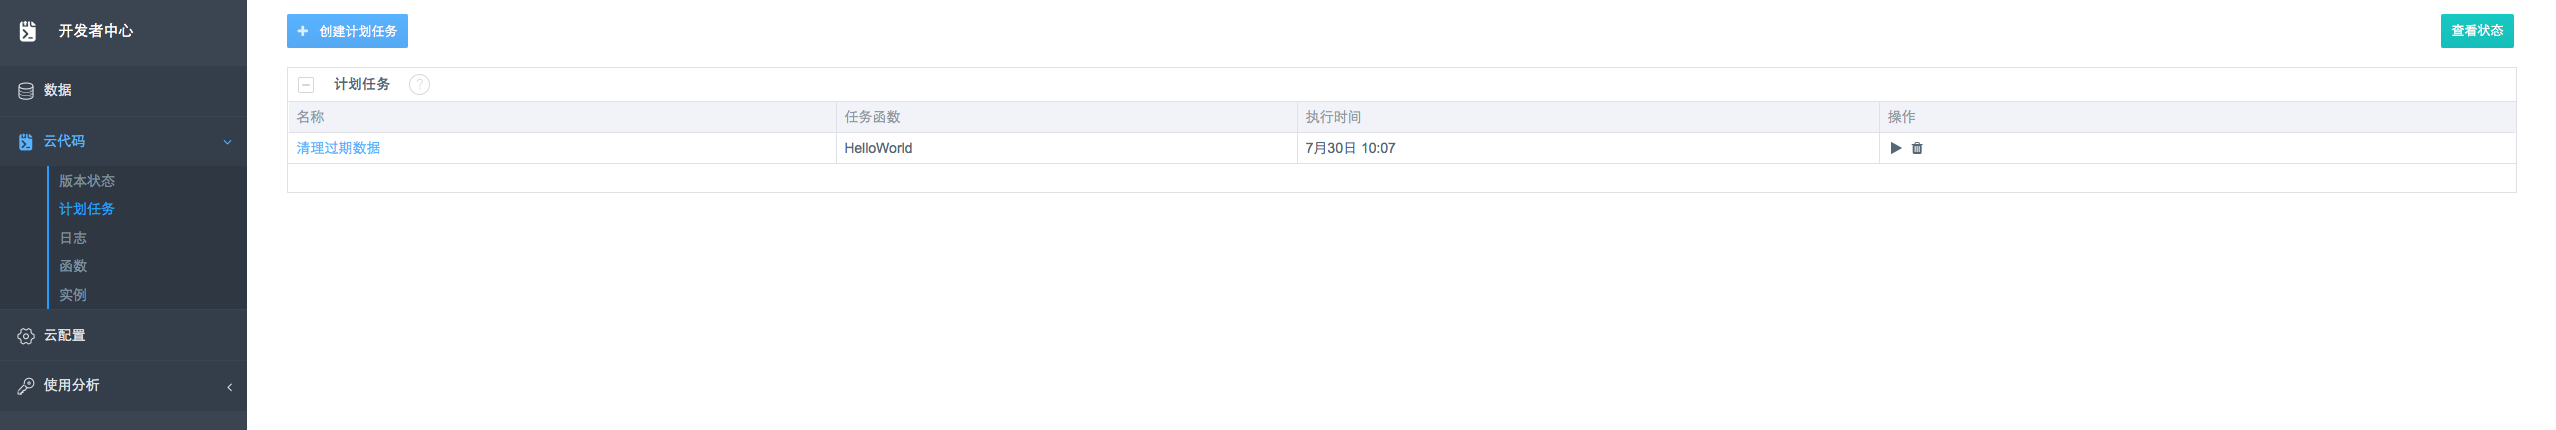 开发者中心
数据
云代码
版本状态
计划任务
日志
函数
实例
云配置
使用分析
+ 创建计划任务
查看状态
计划任务 ?
名称 任务函数 执行时间 操作
清理过期数据 HelloWorld 7月30日 10:07